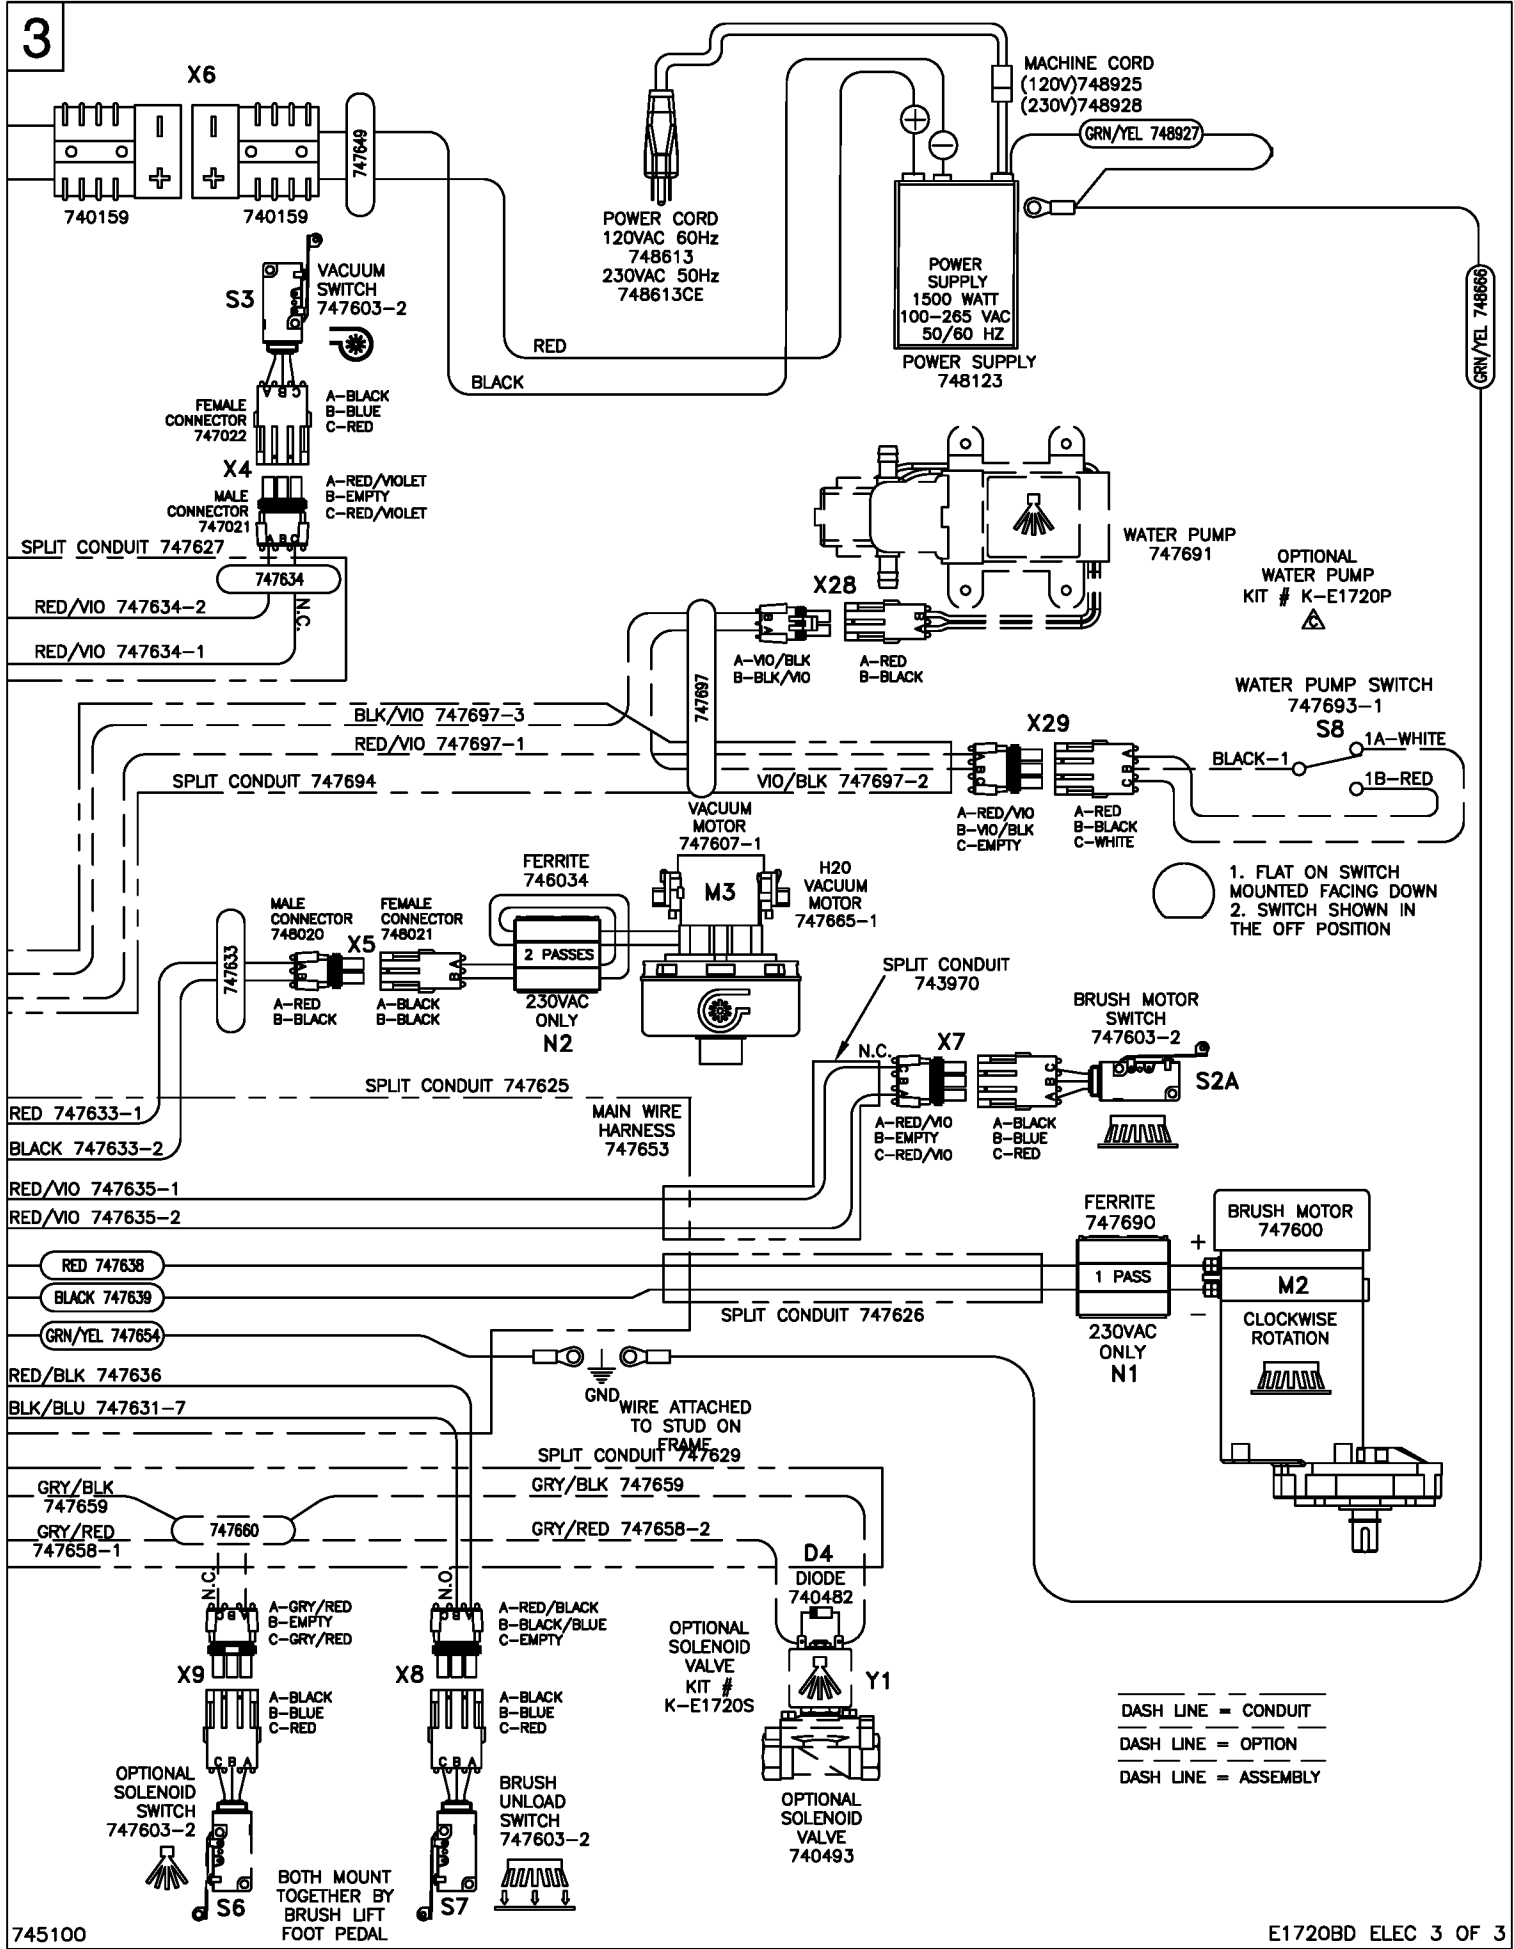 3
X6
740159
740159
747649
MACHINE CORD
(120V)748925
(230V)748928
GRN/YEL 748927
POWER CORD
120VAC 60Hz
748613
230VAC 50Hz
748613CE
POWER
SUPPLY
1500 WATT
100-265 VAC
50/60 HZ
POWER SUPPLY
748123
GRN/YEL 748666
S3
VACUUM
SWITCH
747603-2
RED
BLACK
A B C
FEMALE
CONNECTOR
747022
A-BLACK
B-BLUE
C-RED
X4
MALE
CONNECTOR
747021
A-RED/VIOLET
B-EMPTY
C-RED/VIOLET
A B C
SPLIT CONDUIT 747627
747634
N.C.
RED/VIO 747634-2
RED/VIO 747634-1
WATER PUMP
747691
OPTIONAL
WATER PUMP
KIT # K-E1720P
C
X28
B
A
B
A
A-VIO/BLK
B-BLK/VIO
A-RED
B-BLACK
747697
WATER PUMP SWITCH
747693-1
S8
BLK/VIO 747697-3
RED/VIO 747697-1
SPLIT CONDUIT 747694
VIO/BLK 747697-2
X29
A
B
C
A
B
C
BLACK-1
1A-WHITE
1B-RED
A-RED/VIO
B-VIO/BLK
C-EMPTY
A-RED
B-BLACK
C-WHITE
VACUUM
MOTOR
747607-1
M3
H20
VACUUM
MOTOR
747665-1
1. FLAT ON SWITCH
MOUNTED FACING DOWN
2. SWITCH SHOWN IN
THE OFF POSITION
FERRITE
746034
2 PASSES
230VAC
ONLY
N2
747633
MALE
CONNECTOR
748020
X5
FEMALE
CONNECTOR
748021
A
B
A
B
A-RED
B-BLACK
A-BLACK
B-BLACK
SPLIT CONDUIT
743970
BRUSH MOTOR
SWITCH
747603-2
N.C.
X7
C
B
A
C
B
A
S2A
A-RED/VIO
B-EMPTY
C-RED/VIO
A-BLACK
B-BLUE
C-RED
SPLIT CONDUIT 747625
MAIN WIRE
HARNESS
747653
RED 747633-1
BLACK 747633-2
RED/VIO 747635-1
RED/VIO 747635-2
RED 747638
BLACK 747639
GRN/YEL 747654
RED/BLK 747636
BLK/BLU 747631-7
SPLIT CONDUIT 747626
FERRITE
747690
1 PASS
230VAC
ONLY
N1
+
−
BRUSH MOTOR
747600
M2
CLOCKWISE
ROTATION
GND
WIRE ATTACHED
TO STUD ON
FRAME
SPLIT CONDUIT 747629
GRY/BLK
747659
GRY/BLK 747659
747660
GRY/RED
747658-1
GRY/RED 747658-2
N.C.
C B A
A-GRY/RED
B-EMPTY
C-GRY/RED
X9
A-BLACK
B-BLUE
C-RED
C B A
OPTIONAL
SOLENOID
SWITCH
747603-2
S6
BOTH MOUNT
TOGETHER BY
BRUSH LIFT
FOOT PEDAL
N.O.
C B A
A-RED/BLACK
B-BLACK/BLUE
C-EMPTY
X8
A-BLACK
B-BLUE
C-RED
C B A
BRUSH
UNLOAD
SWITCH
747603-2
S7
D4
DIODE
740482
OPTIONAL
SOLENOID
VALVE
KIT #
K-E1720S
Y1
OPTIONAL
SOLENOID
VALVE
740493
DASH LINE = CONDUIT
DASH LINE = OPTION
DASH LINE = ASSEMBLY
745100
E1720BD ELEC 3 OF 3